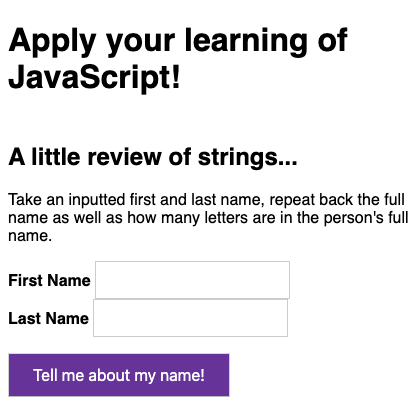 Apply your learning of
JavaScript!
A little review of strings...
Take an inputted first and last name, repeat back the full
name as well as how many letters are in the person's full
name.
First Name
Last Name
Tell me about my name!